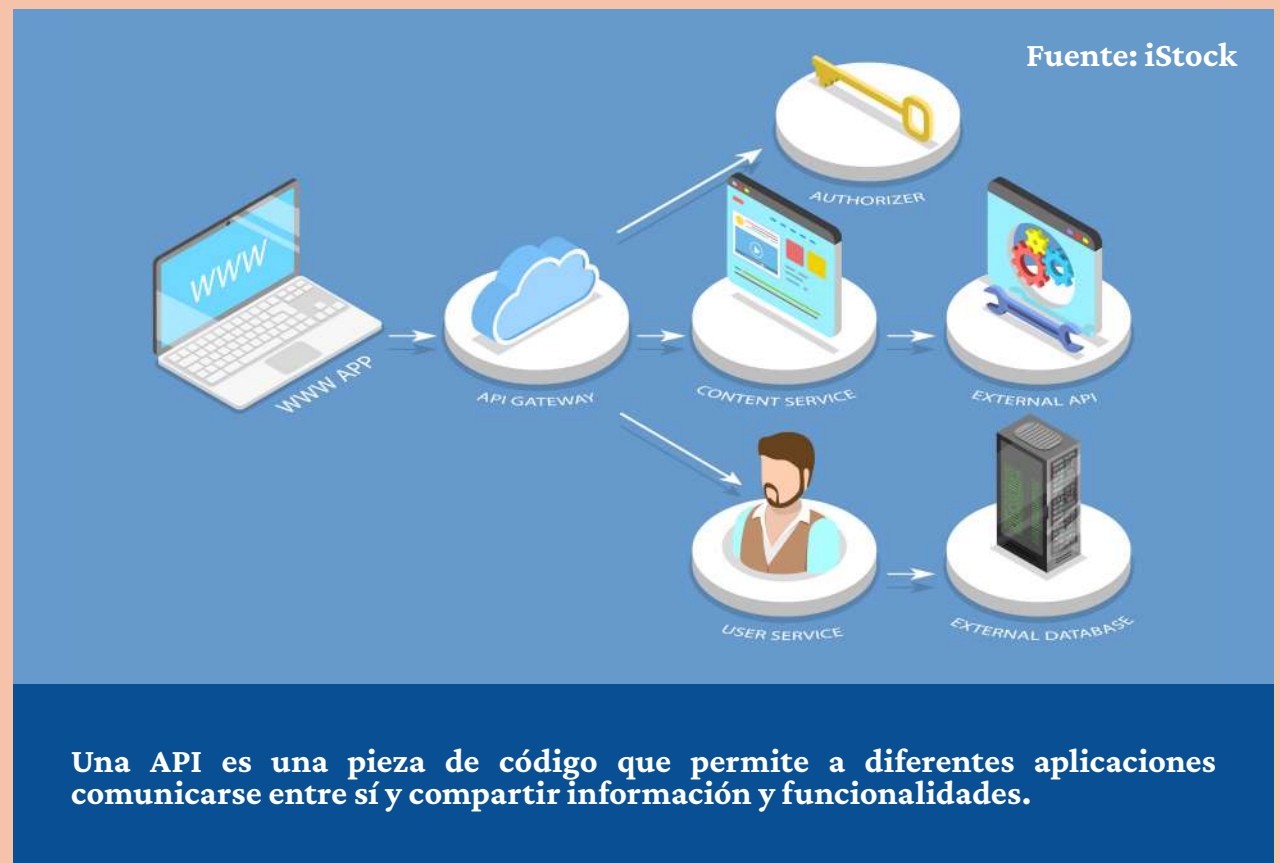 Fuente: iStock
WWW
WWW APP
AUTHORIZER
API GATEWAY
CONTENT SERVICE
EXTERNAL API
USER SERVICE
EXTERNAL DATABASE
Una API es una pieza de código que permite a diferentes aplicaciones
comunicarse entre sí y compartir información y funcionalidades.